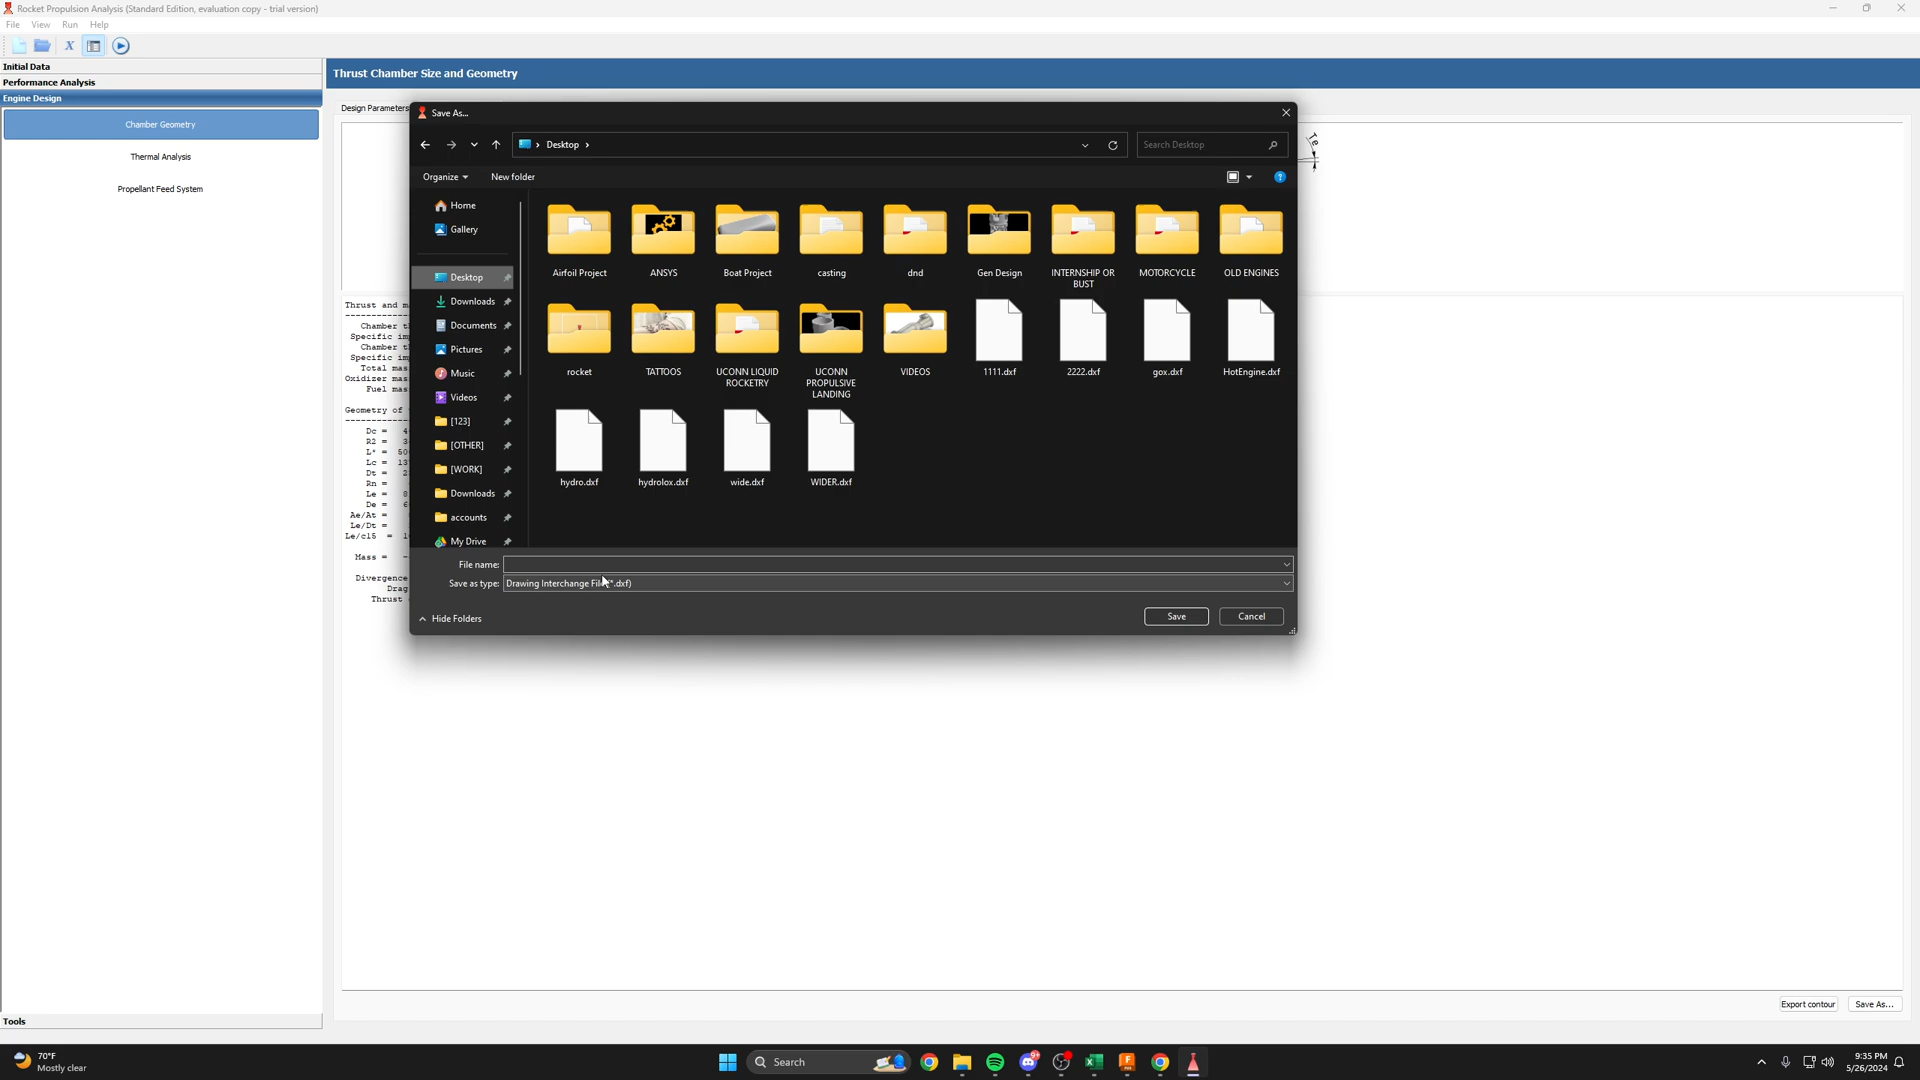 Rocket Propulsion Analysis (Standard Edition, evaluation copy - trial version)
File View Run Help
X
Initial Data
Performance Analysis
Engine Design
Chamber Geometry
Thermal Analysis
Propellant Feed System
Tools
Thrust Chamber Size and Geometry
Design Parameters
Te
Save As...
Desktop
Search Desktop
Organize New folder
Home
Gallery
Desktop
Downloads
Documents
Pictures
Music
Videos
[123]
[OTHER]
[WORK]
Downloads
accounts
My Drive
Airfoil Project ANSYS Boat Project casting dnd Gen Design INTERNSHIP OR BUST MOTORCYCLE OLD ENGINES
rocket TATTOOS UCONN LIQUID ROCKETRY UCONN PROPULSIVE LANDING VIDEOS 1111.dxf 2222.dxf gox.dxf HotEngine.dxf
hydro.dxf hydrolox.dxf wide.dxf WIDER.dxf
File name:
Save as type: Drawing Interchange File (*.dxf)
Hide Folders
Save Cancel
Thrust and m
Chamber t
Specific im
Chamber t
Specific im
Total mas
Oxidizer mas
Fuel mas
Geometry of
Dc =
R2 =
L* = 50
Lc = 13
Dt =
Rn =
Le =
De =
Ae/At =
Le/Dt =
Le/c15 =
Mass =
Divergence
Drag
Thrust
Export contour Save As...
70°F
Mostly clear
Search
9:35 PM
5/26/2024